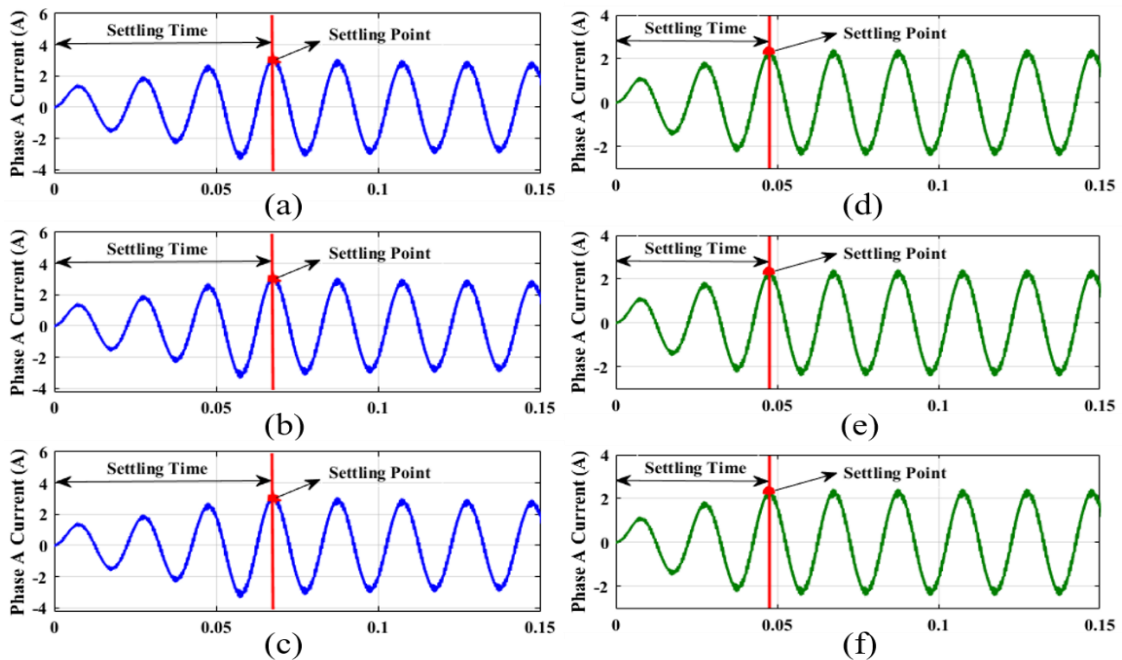 Phase A Current (A)
6
4
2
0
-2
-4
Settling Time
Settling Point
0
0.05
0.1
0.15
(a)
Phase A Current (A)
4
2
0
-2
Settling Time
Settling Point
0
0.05
0.1
0.15
(d)
Phase A Current (A)
6
4
2
0
-2
-4
Settling Time
Settling Point
0
0.05
0.1
0.15
(b)
Phase A Current (A)
4
2
0
-2
Settling Time
Settling Point
0
0.05
0.1
0.15
(e)
Phase A Current (A)
6
4
2
0
-2
-4
Settling Time
Settling Point
0
0.05
0.1
0.15
(c)
Phase A Current (A)
4
2
0
-2
Settling Time
Settling Point
0
0.05
0.1
0.15
(f)